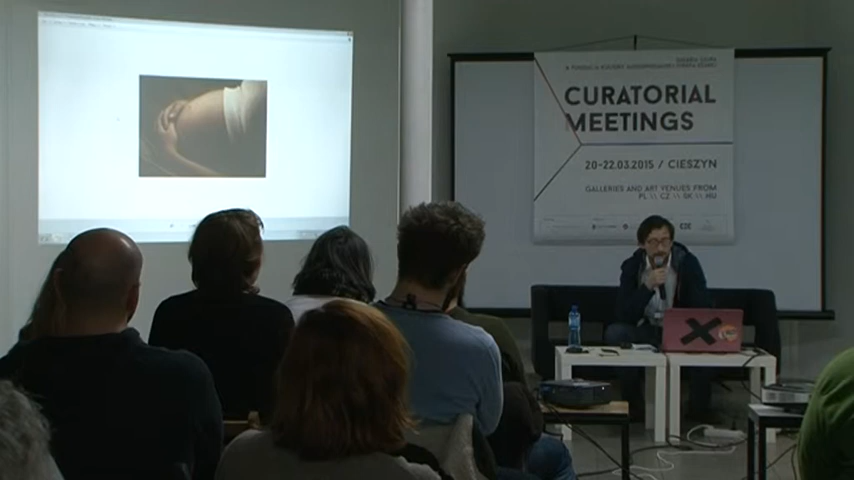 CURATORIAL
MEETINGS
20-22.03.2015 / CIESZYN
GALLERIES AND ART VENUES FROM
PL \\ CZ \\ SK \\ HU